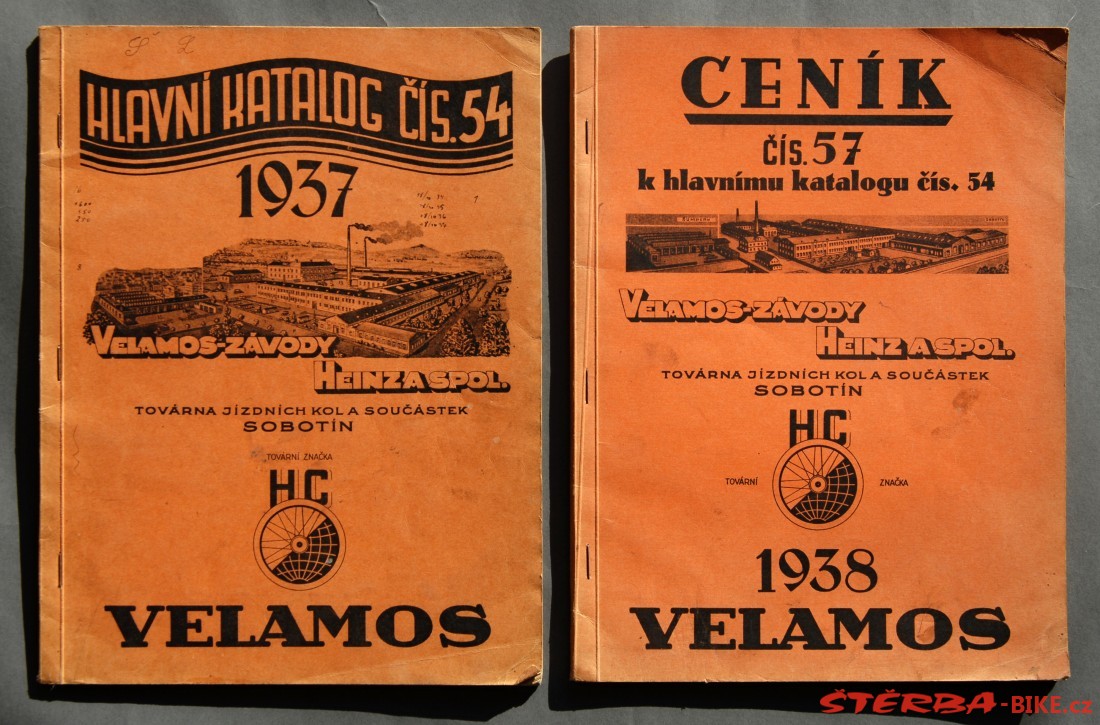 HLAVNÍ KATALOG ČÍS. 54
1937
VELAMOS-ZÁVODY
HEINZ A SPOL.
TOVÁRNA JÍZDNÍCH KOL A SOUČÁSTEK
SOBOTÍN
TOVÁRNÍ ZNAČKA
HC
VELAMOS
CENÍK
ČÍS. 57
k hlavnímu katalogu čís. 54
VELAMOS-ZÁVODY
HEINZ A SPOL.
TOVÁRNA JÍZDNÍCH KOL A SOUČÁSTEK
SOBOTÍN
HC
TOVÁRNÍ ZNAČKA
1938
VELAMOS
ŠTĚRBA-BIKE.cz